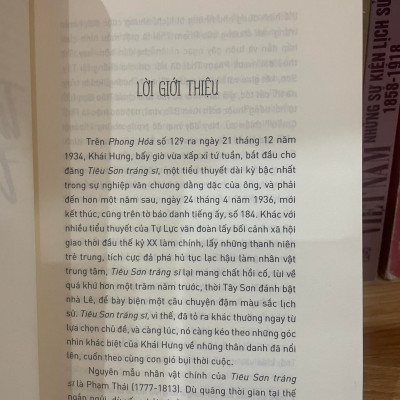 LỜI GIỚI THIỆU
Trên Phong Hóa số 129 ra ngày 21 tháng 12 năm
1934, Khái Hưng, bấy giờ vừa xấp xỉ tứ tuần, bắt đầu cho
đăng Tiêu Sơn tráng sĩ, một tiểu thuyết dài kỳ bậc nhất
trong sự nghiệp văn chương dằng dặc của ông, và phải
đến hơn một năm sau, ngày 24 tháng 4 năm 1936, mới
kết thúc, cũng trên tờ báo danh tiếng ấy, số 184. Khác với
nhiều tiểu thuyết của Tự Lực văn đoàn lấy bối cảnh xã hội
giao thời đầu thế kỷ XX làm chính, lấy những thanh niên
trẻ trung, tích cực đả phá hủ tục lạc hậu làm nhân vật
trung tâm, Tiêu Sơn tráng sĩ lại mang chất hồi cố, lùi về
quá khứ hơn một trăm năm trước, thời Tây Sơn đánh bật
nhà Lê, để bày biện một câu chuyện đậm màu sắc lịch
sử. Tiêu Sơn tráng sĩ, vì thế, đã tỏ ra khác thường ngay từ
lựa chọn chủ đề, và càng lúc, nó càng kéo theo những góc
nhìn khác biệt của Khái Hưng về những thân danh đã nổi
lên, cuốn theo cùng cơn gió bụi thời cuộc.
Nguyên mẫu nhân vật chính của Tiêu Sơn tráng
sĩ là Phạm Thái (1777-1813). Dù quãng thời gian tại thế
VIỆT NAM
NHỮNG SỰ KIỆN LỊCH SỬ
1858-1918